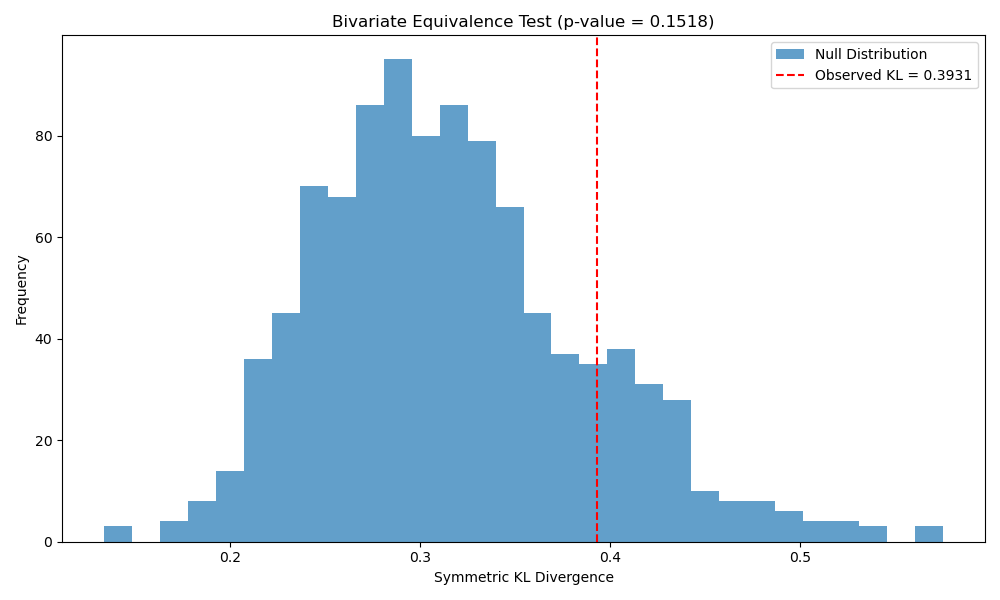 Bivariate Equivalence Test (p-value = 0.1518)
Null Distribution
Observed KL = 0.3931
Frequency
80
60
40
20
0
0.2
0.3
0.4
0.5
Symmetric KL Divergence